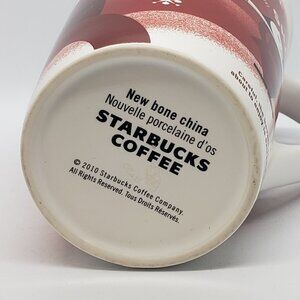 New bone china
Nouvelle porcelaine d'os
STARBUCKS
COFFEE
© 2010 Starbucks Coffee Company.
All Rights Reserved. Tous Droits Réservés.